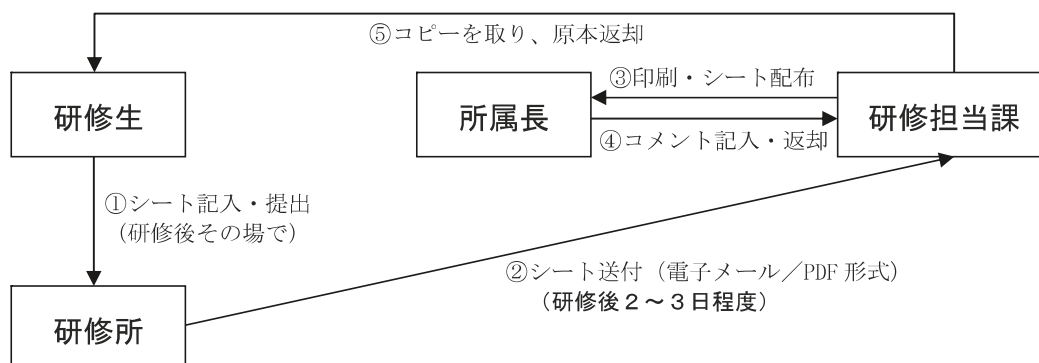 ⑤コピーを取り、原本返却
研修生
所属長
③印刷・シート配布
④コメント記入・返却
研修担当課
①シート記入・提出
（研修後その場で）
②シート送付（電子メール／PDF 形式）
（研修後２～３日程度）
研修所